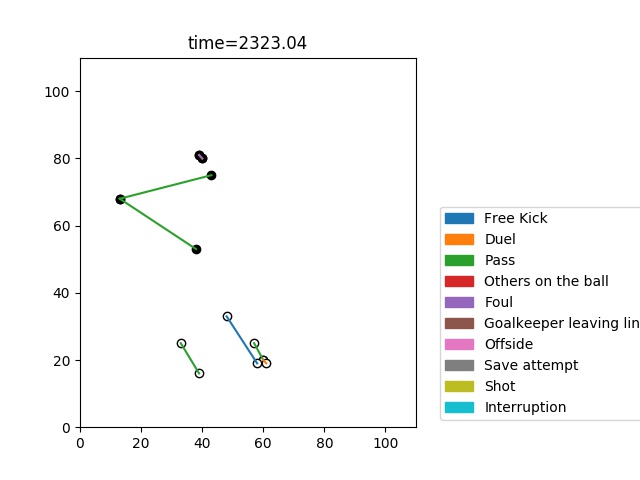 time=2323.04
100
80
60
40
20
0
0 20 40 60 80 100
Free Kick
Duel
Pass
Others on the ball
Foul
Goalkeeper leaving lin
Offside
Save attempt
Shot
Interruption